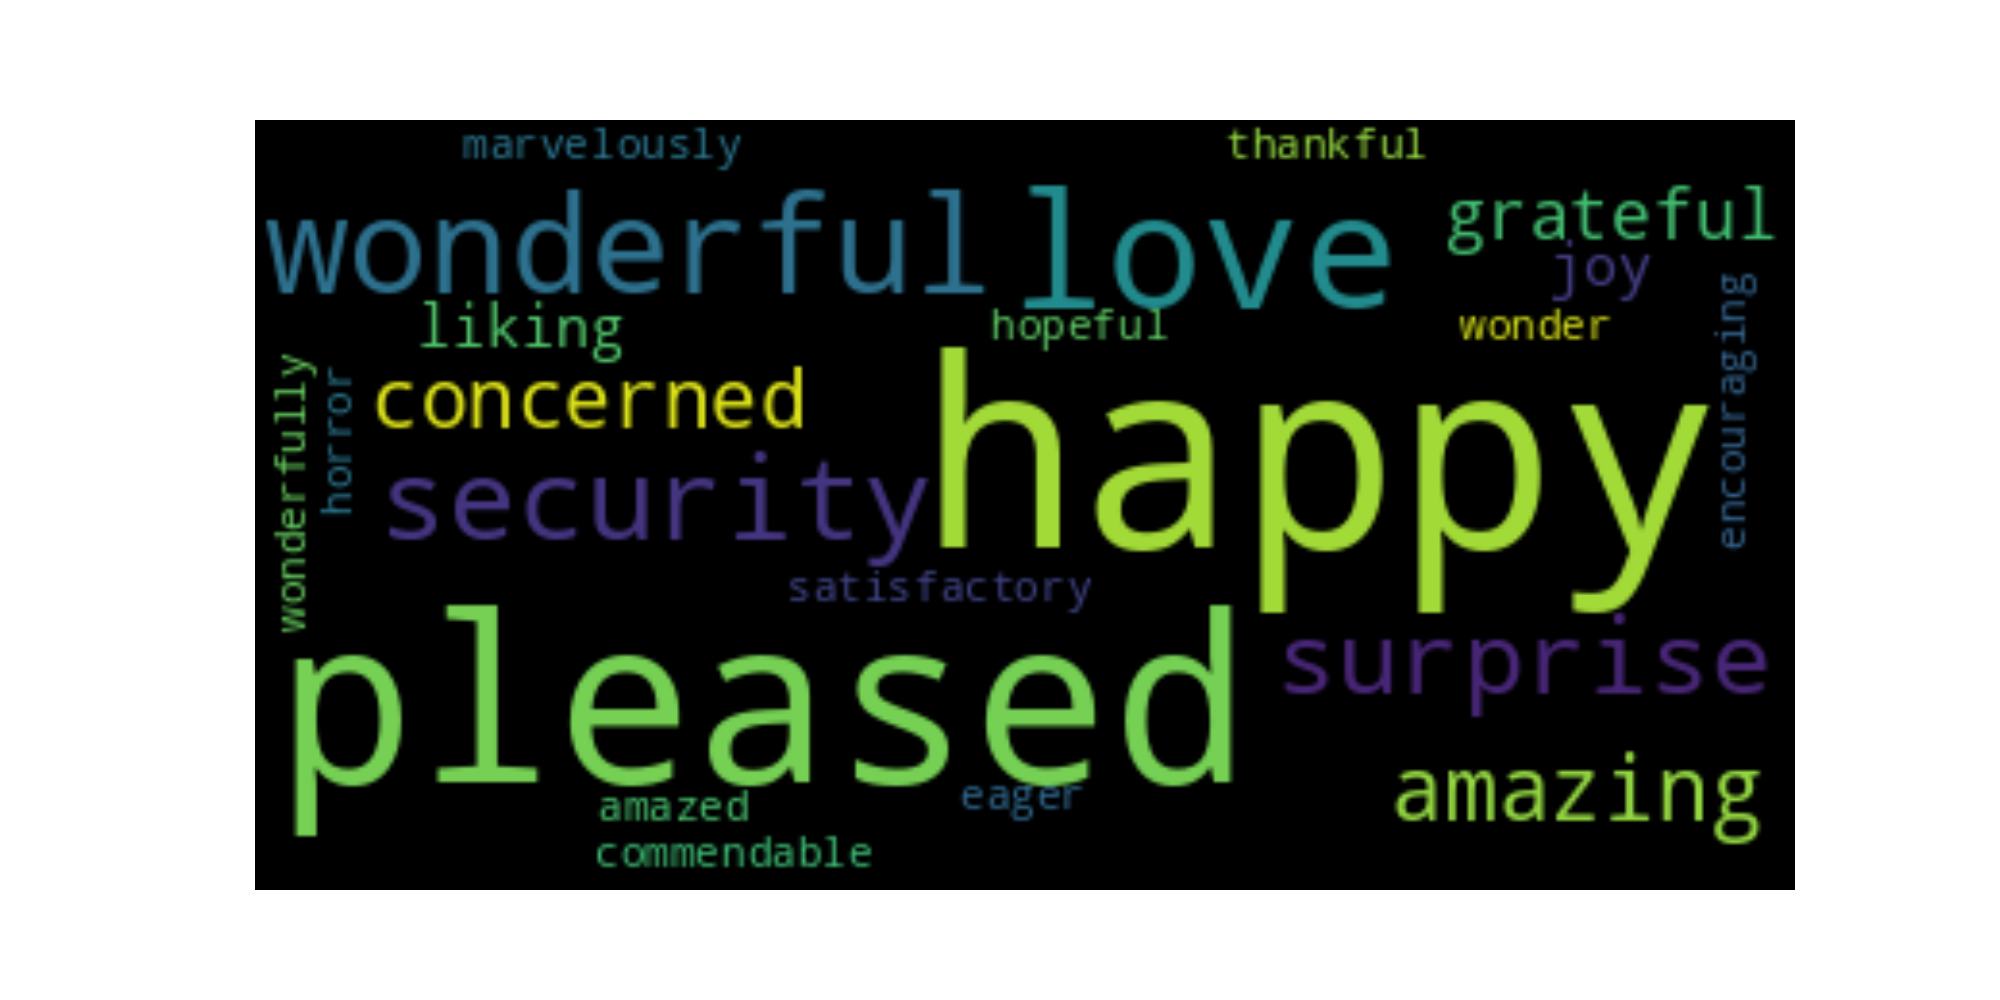 marvelously
thankful
wonderful
love
grateful
joy
liking
hopeful
wonder
encouraging
wonderfully
horror
concerned
happy
security
satisfactory
pleased
surprise
amazing
amazed
eager
commendable